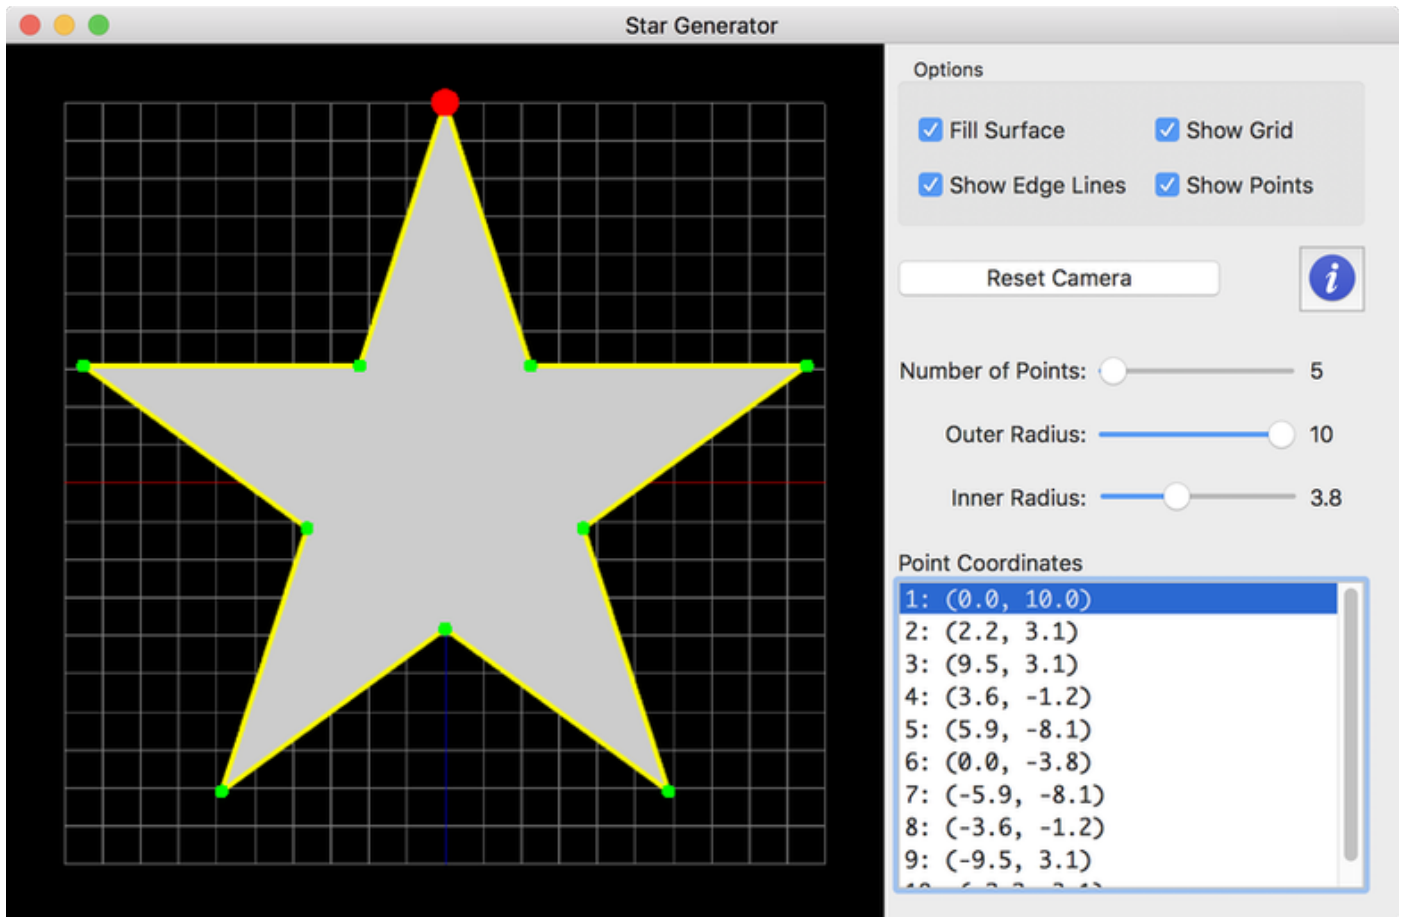 Star Generator
Options
Fill Surface
Show Grid
Show Edge Lines
Show Points
Reset Camera
i
Number of Points: 5
Outer Radius: 10
Inner Radius: 3.8
Point Coordinates
1: (0.0, 10.0)
2: (2.2, 3.1)
3: (9.5, 3.1)
4: (3.6, -1.2)
5: (5.9, -8.1)
6: (0.0, -3.8)
7: (-5.9, -8.1)
8: (-3.6, -1.2)
9: (-9.5, 3.1)